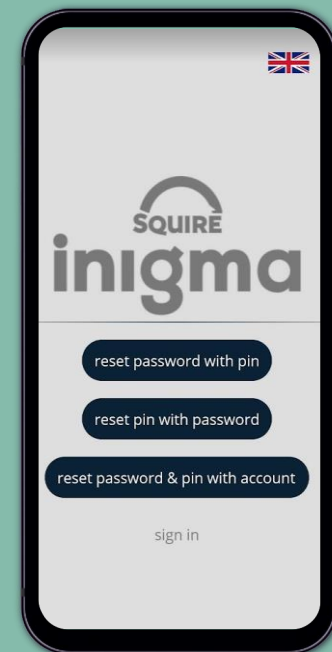 SQUIRE
inigma
reset password with pin
reset pin with password
reset password & pin with account
sign in